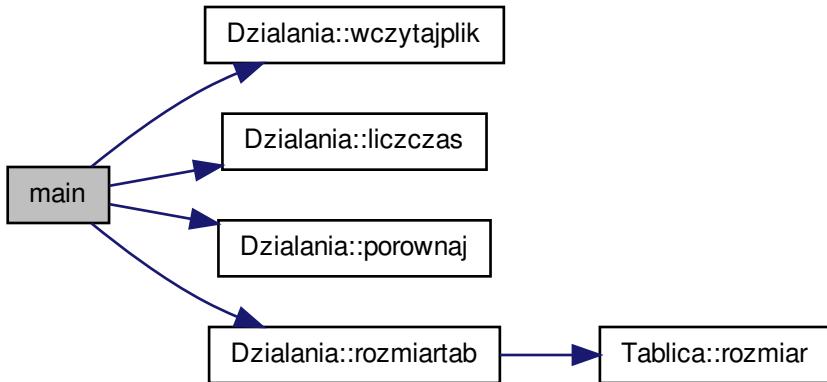 Dzialania::wczytajplik
Dzialania::liczczas
main
Dzialania::porownaj
Dzialania::rozmiartab
Tablica::rozmiar